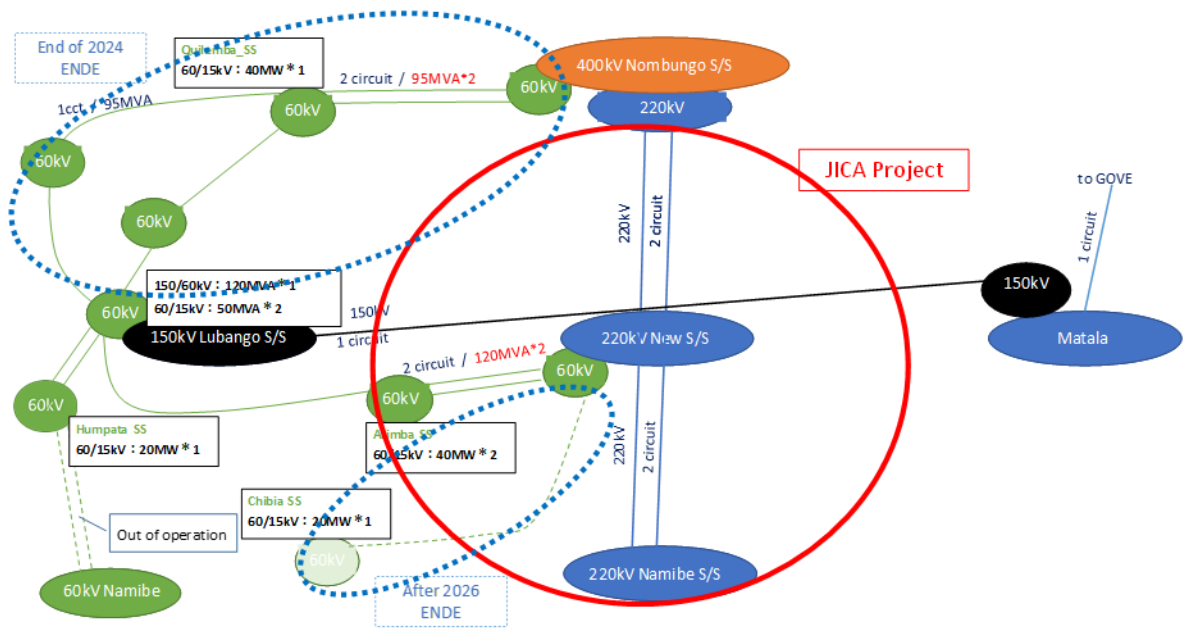 End of 2024
ENDE
Quilemba_SS
60/15kV：40MW＊1
2 circuit / 95MVA*2
400kV Nombungo S/S
60kV
220kV
1cct / 95MVA
60kV
60kV
JICA Project
to GOVE
60kV
220kV
2 circuit
1 circuit
150/60kV：120MVA＊1
60/15kV：50MVA＊2
60kV
150kV
150kV
150kV Lubango S/S
1 circuit
220kV New S/S
Matala
2 circuit / 120MVA*2
60kV
60kV
60kV
Humpata SS
60/15kV：20MW＊1
Arimba_SS
60/15kV：40MW＊2
220kV
2 circuit
Chibia SS
60/15kV：20MW＊1
Out of operation
60kV
220kV Namibe S/S
60kV Namibe
After 2026
ENDE